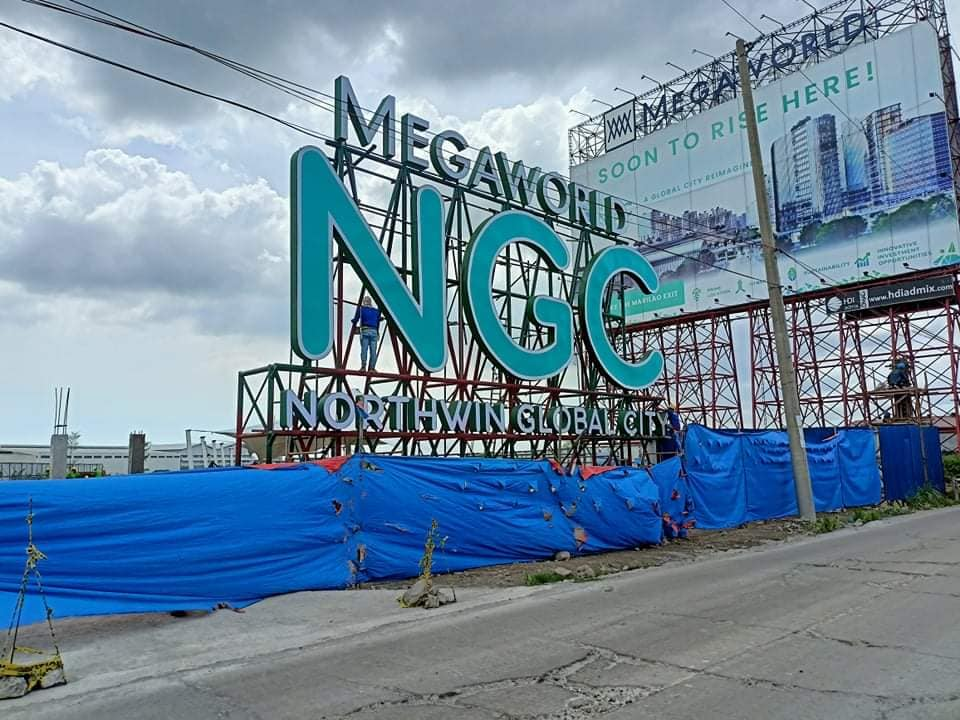 MEGAWORLD
NGC
NORTHWIN GLOBAL CITY
MEGAWORLD
SOON TO RISE HERE!
A GLOBAL CITY REIMAGINED
MARILAO EXIT
SUSTAINABILITY
INNOVATIVE
INVESTMENT
OPPORTUNITIES
HDI
www.hdiadmix.com